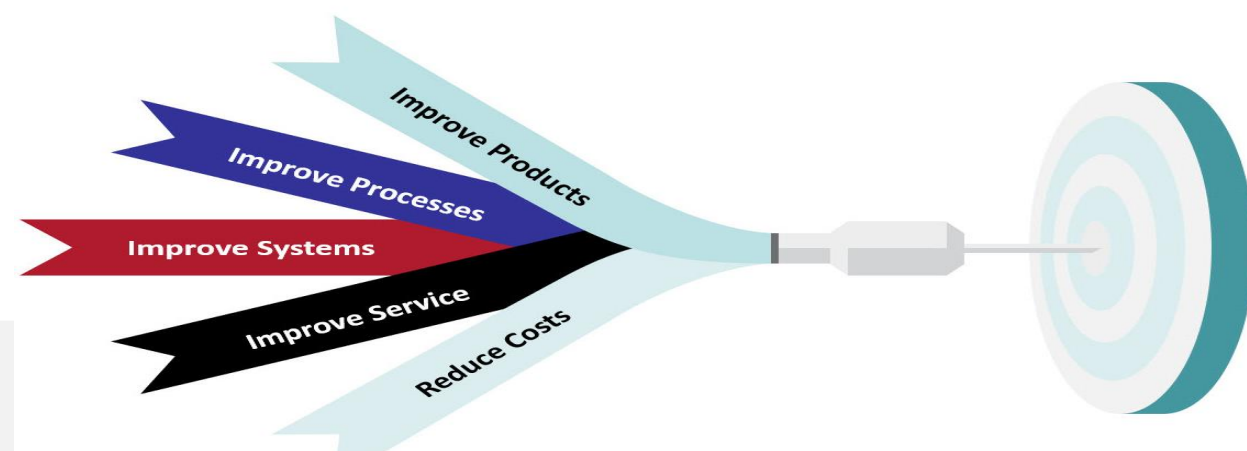 Improve Products
Improve Processes
Improve Systems
Improve Service
Reduce Costs